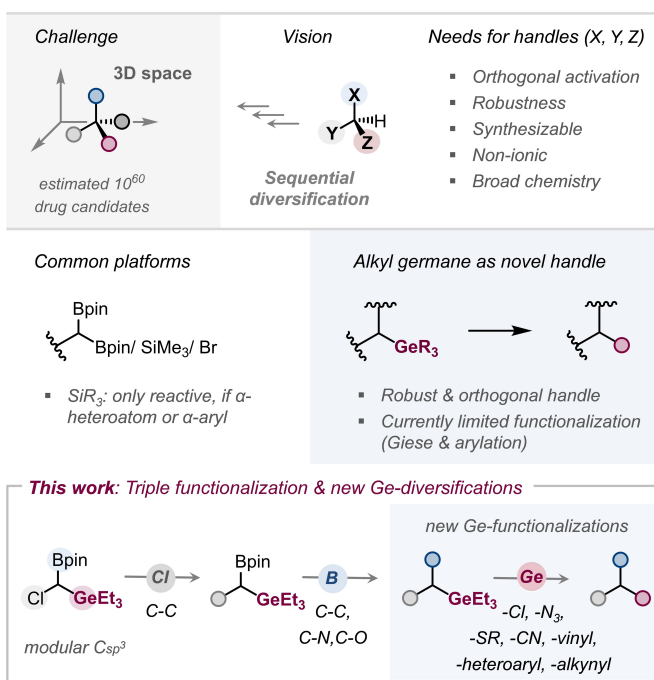 Challenge
Vision
Needs for handles (X, Y, Z)
3D space
estimated 10⁶⁰
drug candidates
X
H
Y
Z
Sequential
diversification
▪ Orthogonal activation
▪ Robustness
▪ Synthesizable
▪ Non-ionic
▪ Broad chemistry
Common platforms
Bpin
Bpin/ SiMe₃/ Br
▪ SiR₃: only reactive, if α-
heteroatom or α-aryl
Alkyl germane as novel handle
GeR₃
▪ Robust & orthogonal handle
▪ Currently limited functionalization
(Giese & arylation)
This work: Triple functionalization & new Ge-diversifications
Bpin
Cl
GeEt₃
modular Csp³
Cl
C-C
Bpin
GeEt₃
B
C-C,
C-N,C-O
new Ge-functionalizations
GeEt₃
Ge
-Cl, -N₃,
-SR, -CN, -vinyl,
-heteroaryl, -alkynyl